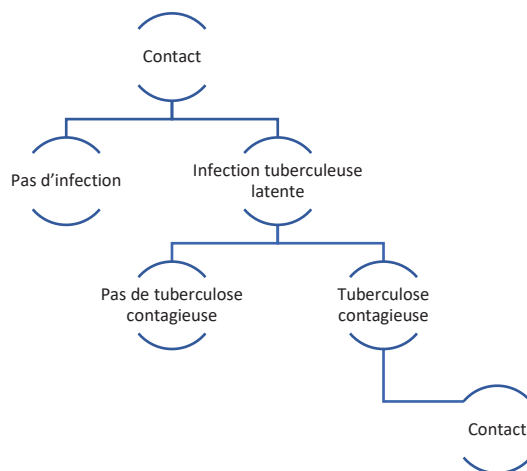 Contact
Pas d’infection
Infection tuberculeuse
latente
Pas de tuberculose
contagieuse
Tuberculose
contagieuse
Contact